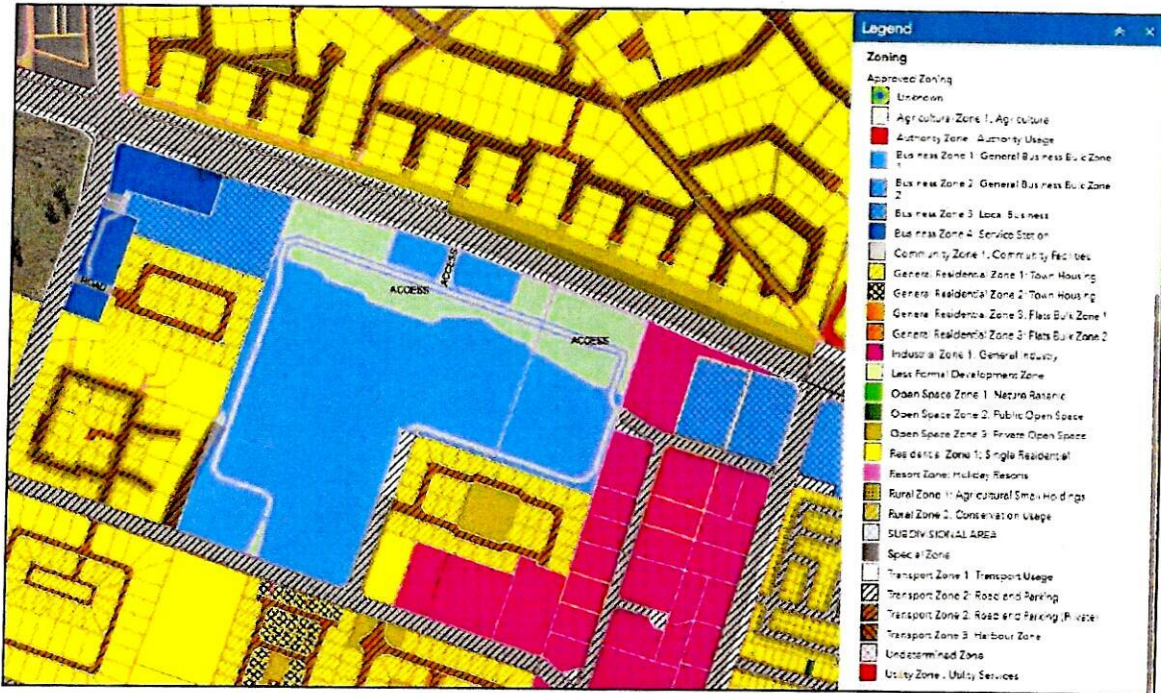 ACCESS
ACCESS
ACCESS
ROAD
Legend
Zoning
Approved Zoning
Unknown
Agricultural Zone 1: Agriculture
Authority Zone: Authority Usage
Business Zone 1: General Business Bulk Zone
1
Business Zone 2: General Business Bulk Zone
2
Business Zone 3: Local Business
Business Zone 4: Service Station
Community Zone 1: Community Facilities
General Residential Zone 1: Town Housing
General Residential Zone 2: Town Housing
General Residential Zone 3: Flats Bulk Zone 1
General Residential Zone 3: Flats Bulk Zone 2
Industrial Zone 1: General Industry
Less Formal Development Zone
Open Space Zone 1: Nature Reserve
Open Space Zone 2: Public Open Space
Open Space Zone 3: Private Open Space
Residential Zone 1: Single Residential
Resort Zone: Holiday Resorts
Rural Zone 1: Agricultural Small Holdings
Rural Zone 2: Conservation Usage
SUBDIVISIONAL AREA
Special Zone
Transport Zone 1: Transport Usage
Transport Zone 2: Road and Parking
Transport Zone 2: Road and Parking (Private)
Transport Zone 3: Harbour Zone
Undetermined Zone
Utility Zone: Utility Services